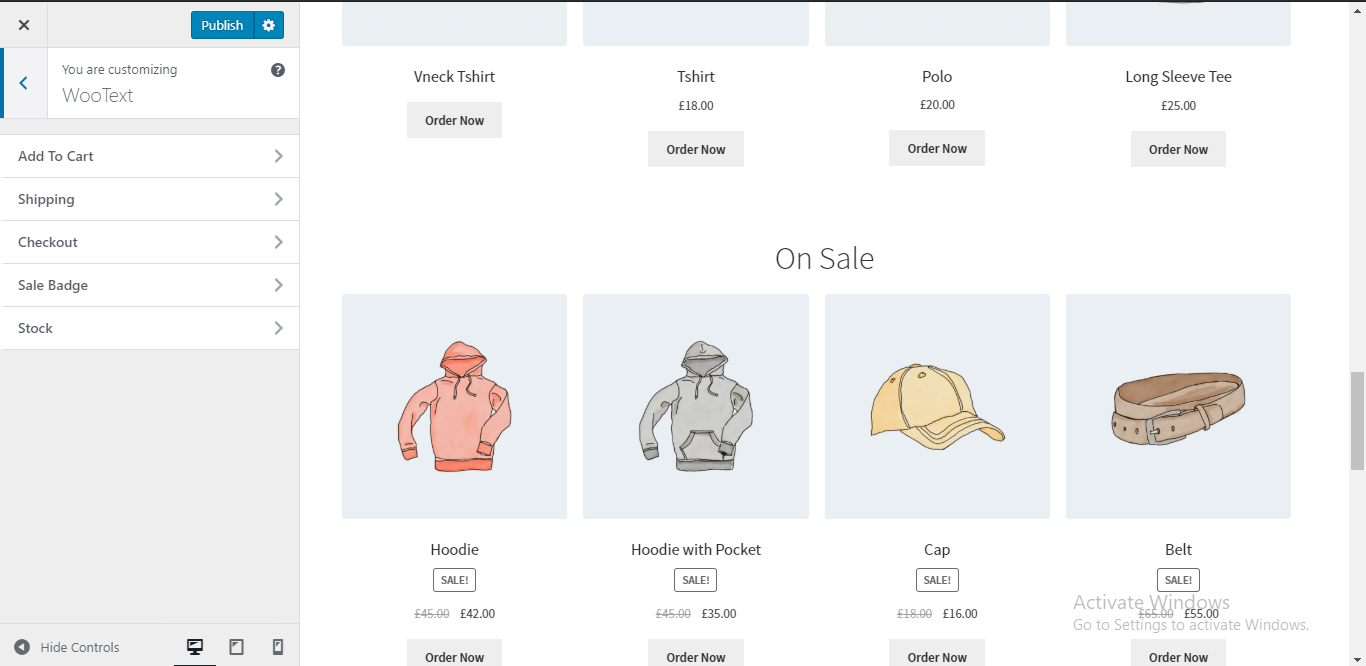 Publish
You are customizing
WooText
Add To Cart
Shipping
Checkout
Sale Badge
Stock
Hide Controls
Vneck Tshirt Tshirt Polo Long Sleeve Tee
£18.00 £20.00 £25.00
Order Now Order Now Order Now Order Now
On Sale
Hoodie Hoodie with Pocket Cap Belt
SALE! SALE! SALE! SALE!
£45.00 £42.00 £45.00 £35.00 £18.00 £16.00 £65.00 £55.00
Order Now Order Now Order Now Order Now
Activate Windows
Go to Settings to activate Windows.